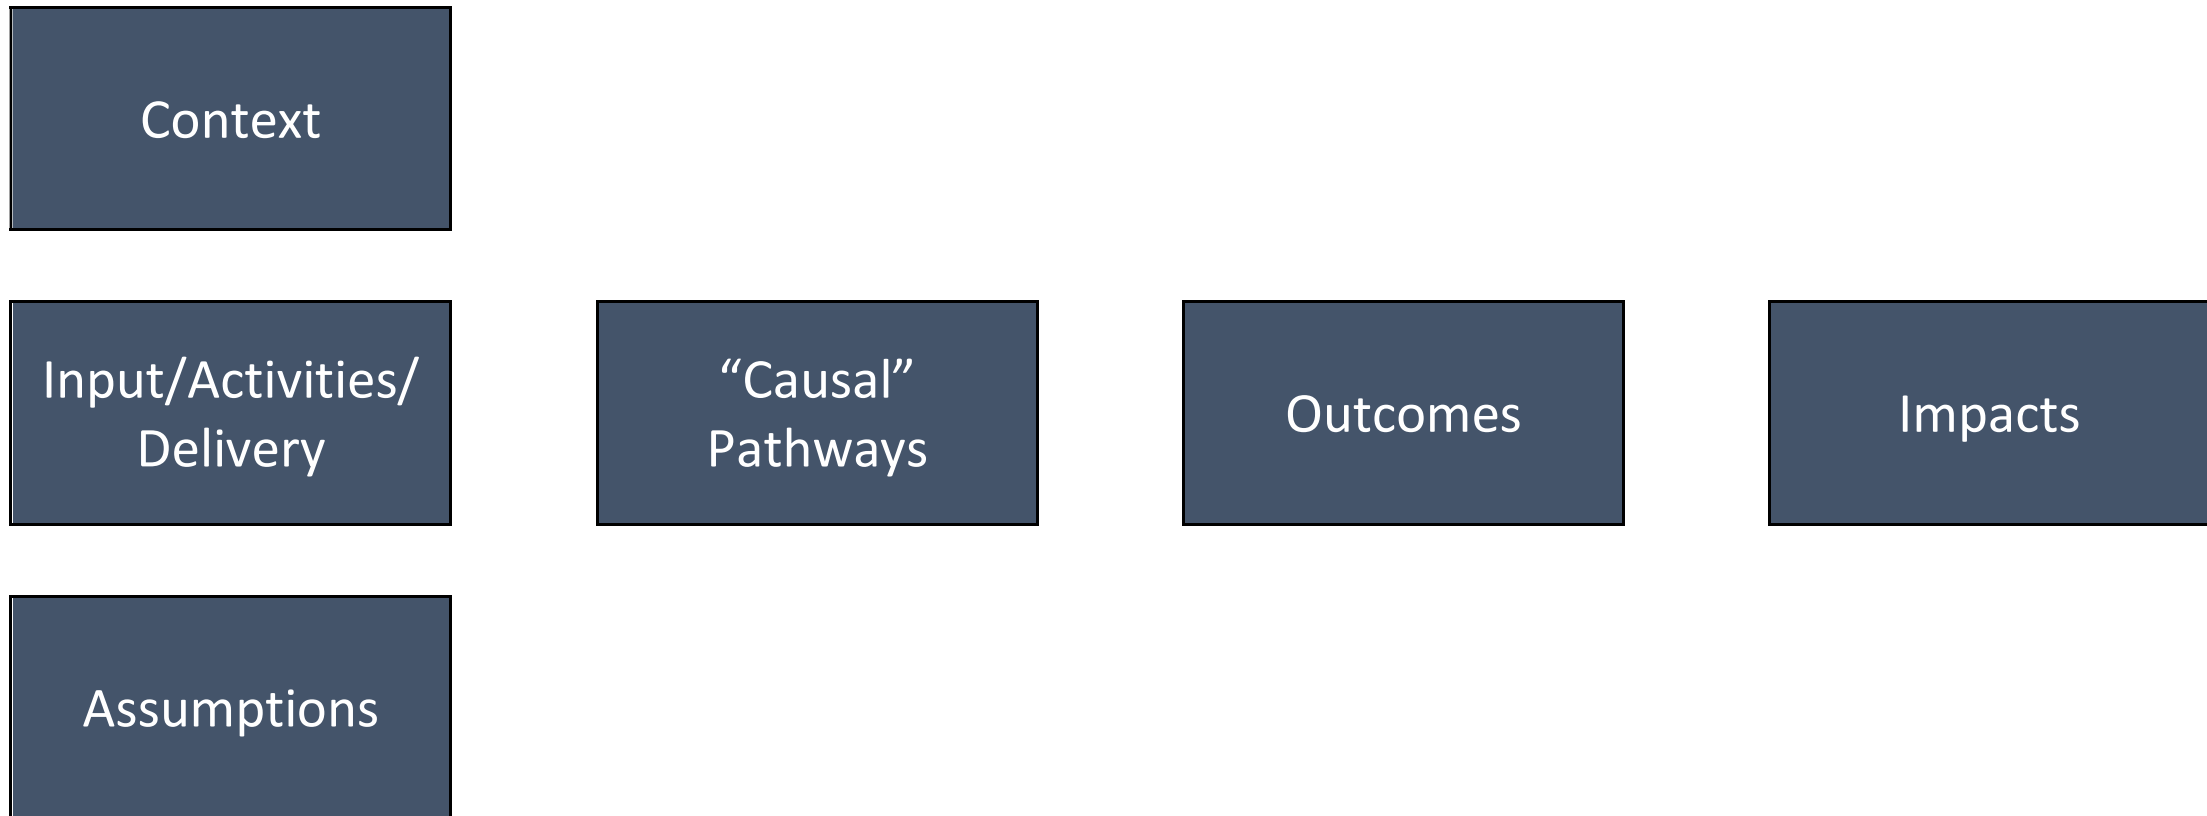 Context
Input/Activities/
Delivery
“Causal”
Pathways
Outcomes
Impacts
Assumptions